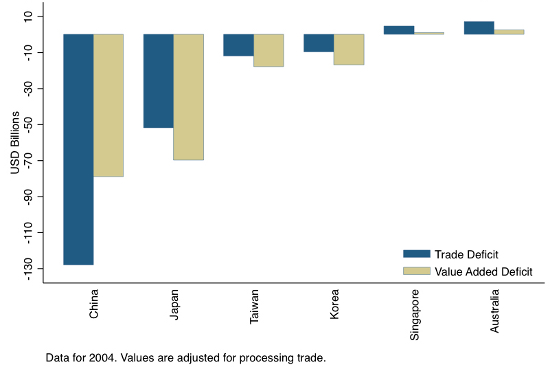 USD Billions
10
-10
-30
-50
-70
-90
-110
-130
Trade Deficit
Value Added Deficit
China
Japan
Taiwan
Korea
Singapore
Australia
Data for 2004. Values are adjusted for processing trade.